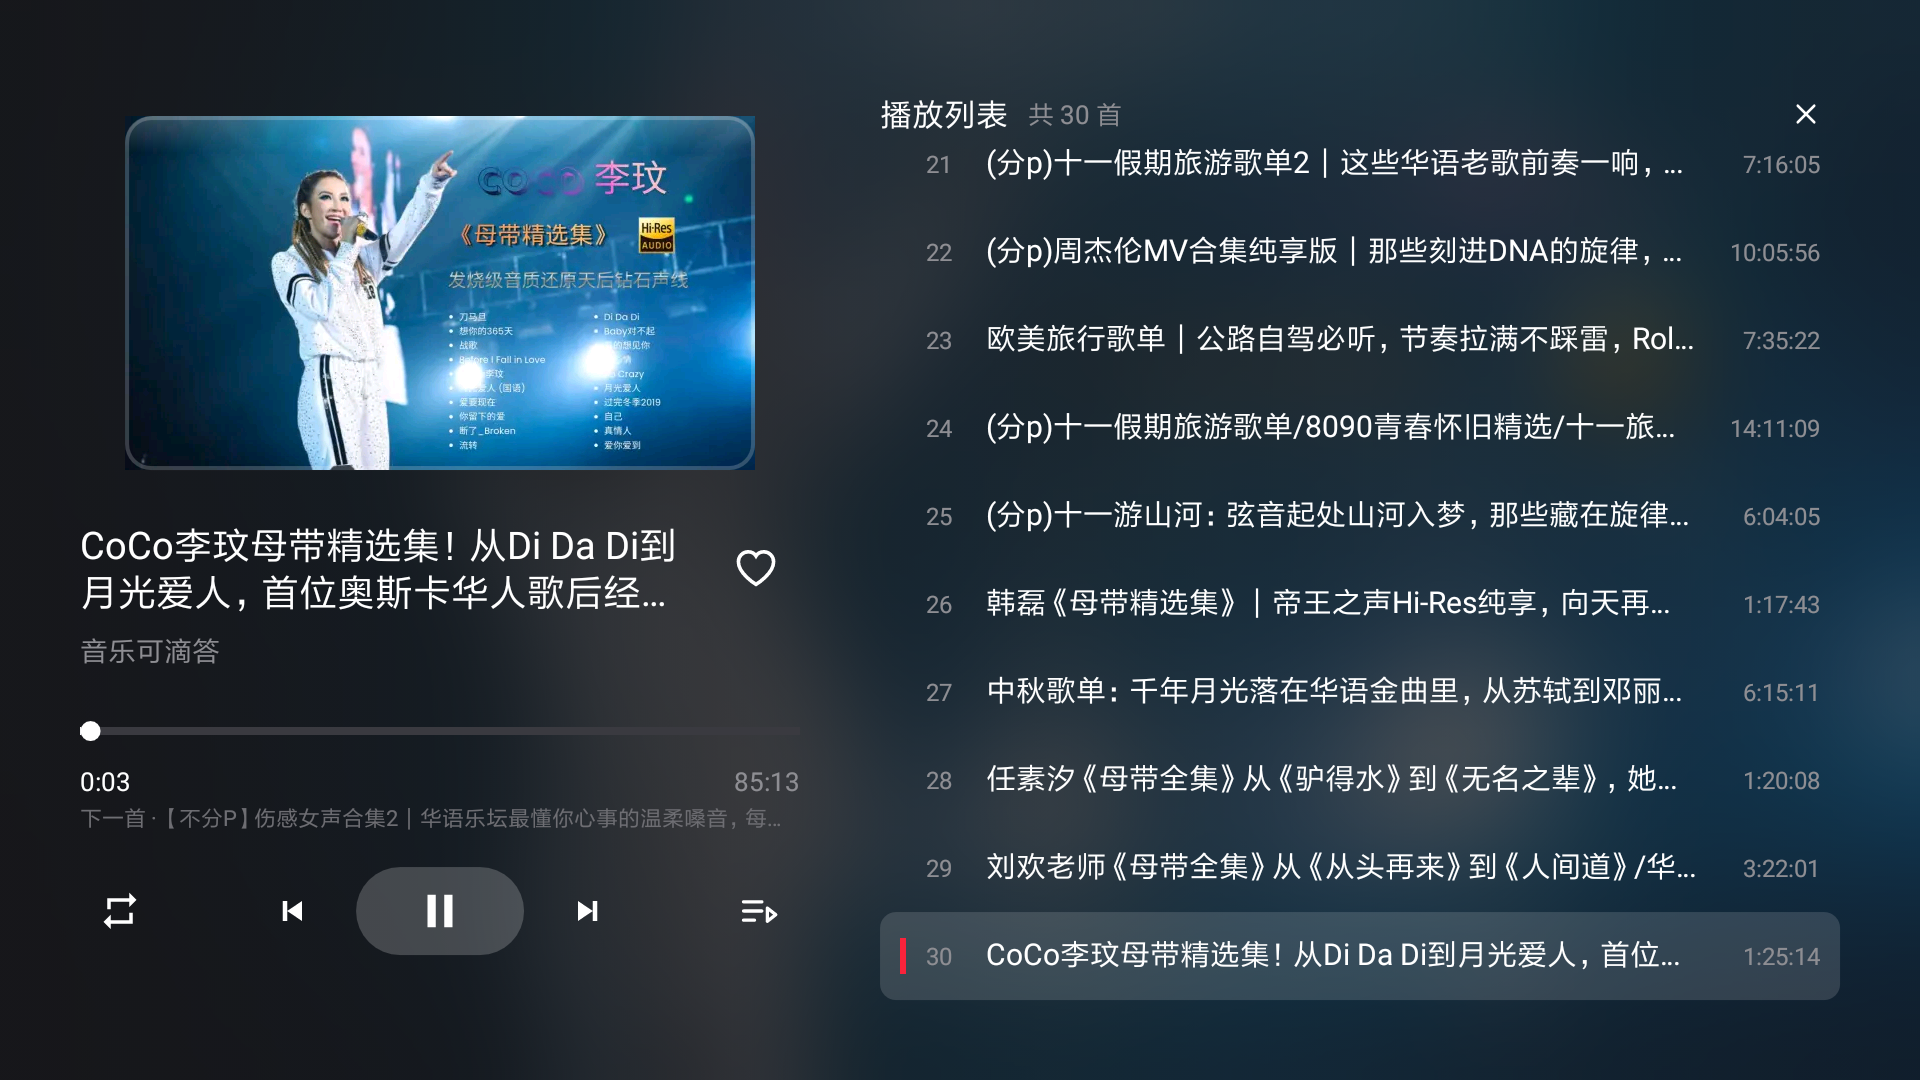 CoCo 李玟
《母带精选集》
Hi-Res
AUDIO
发烧级音质还原天后钻石声线
刀马旦
想你的365天
战歌
Before I Fall in Love
李玟
爱人 (国语)
爱要现在
你留下的爱
断了_Broken
流转
Di Da Di
Baby对不起
的想见你
情
Crazy
月光爱人
过完冬季2019
自己
真情人
爱你爱到
CoCo李玟母带精选集！从Di Da Di到
月光爱人，首位奥斯卡华人歌后经...
音乐可滴答
0:03
85:13
下一首 ·【 不分P 】伤感女声合集2｜华语乐坛最懂你心事的温柔嗓音，每...
播放列表 共 30 首
21 (分p)十一假期旅游歌单2｜这些华语老歌前奏一响，... 7:16:05
22 (分p)周杰伦MV合集纯享版｜那些刻进DNA的旋律，... 10:05:56
23 欧美旅行歌单｜公路自驾必听，节奏拉满不踩雷，Rol... 7:35:22
24 (分p)十一假期旅游歌单/8090青春怀旧精选/十一旅... 14:11:09
25 (分p)十一游山河：弦音起处山河入梦，那些藏在旋律... 6:04:05
26 韩磊《母带精选集》｜帝王之声Hi-Res纯享，向天再... 1:17:43
27 中秋歌单：千年月光落在华语金曲里，从苏轼到邓丽... 6:15:11
28 任素汐《母带全集》从《驴得水》到《无名之辈》，她... 1:20:08
29 刘欢老师《母带全集》从《从头再来》到《人间道》/华... 3:22:01
30 CoCo李玟母带精选集！从Di Da Di到月光爱人，首位... 1:25:14